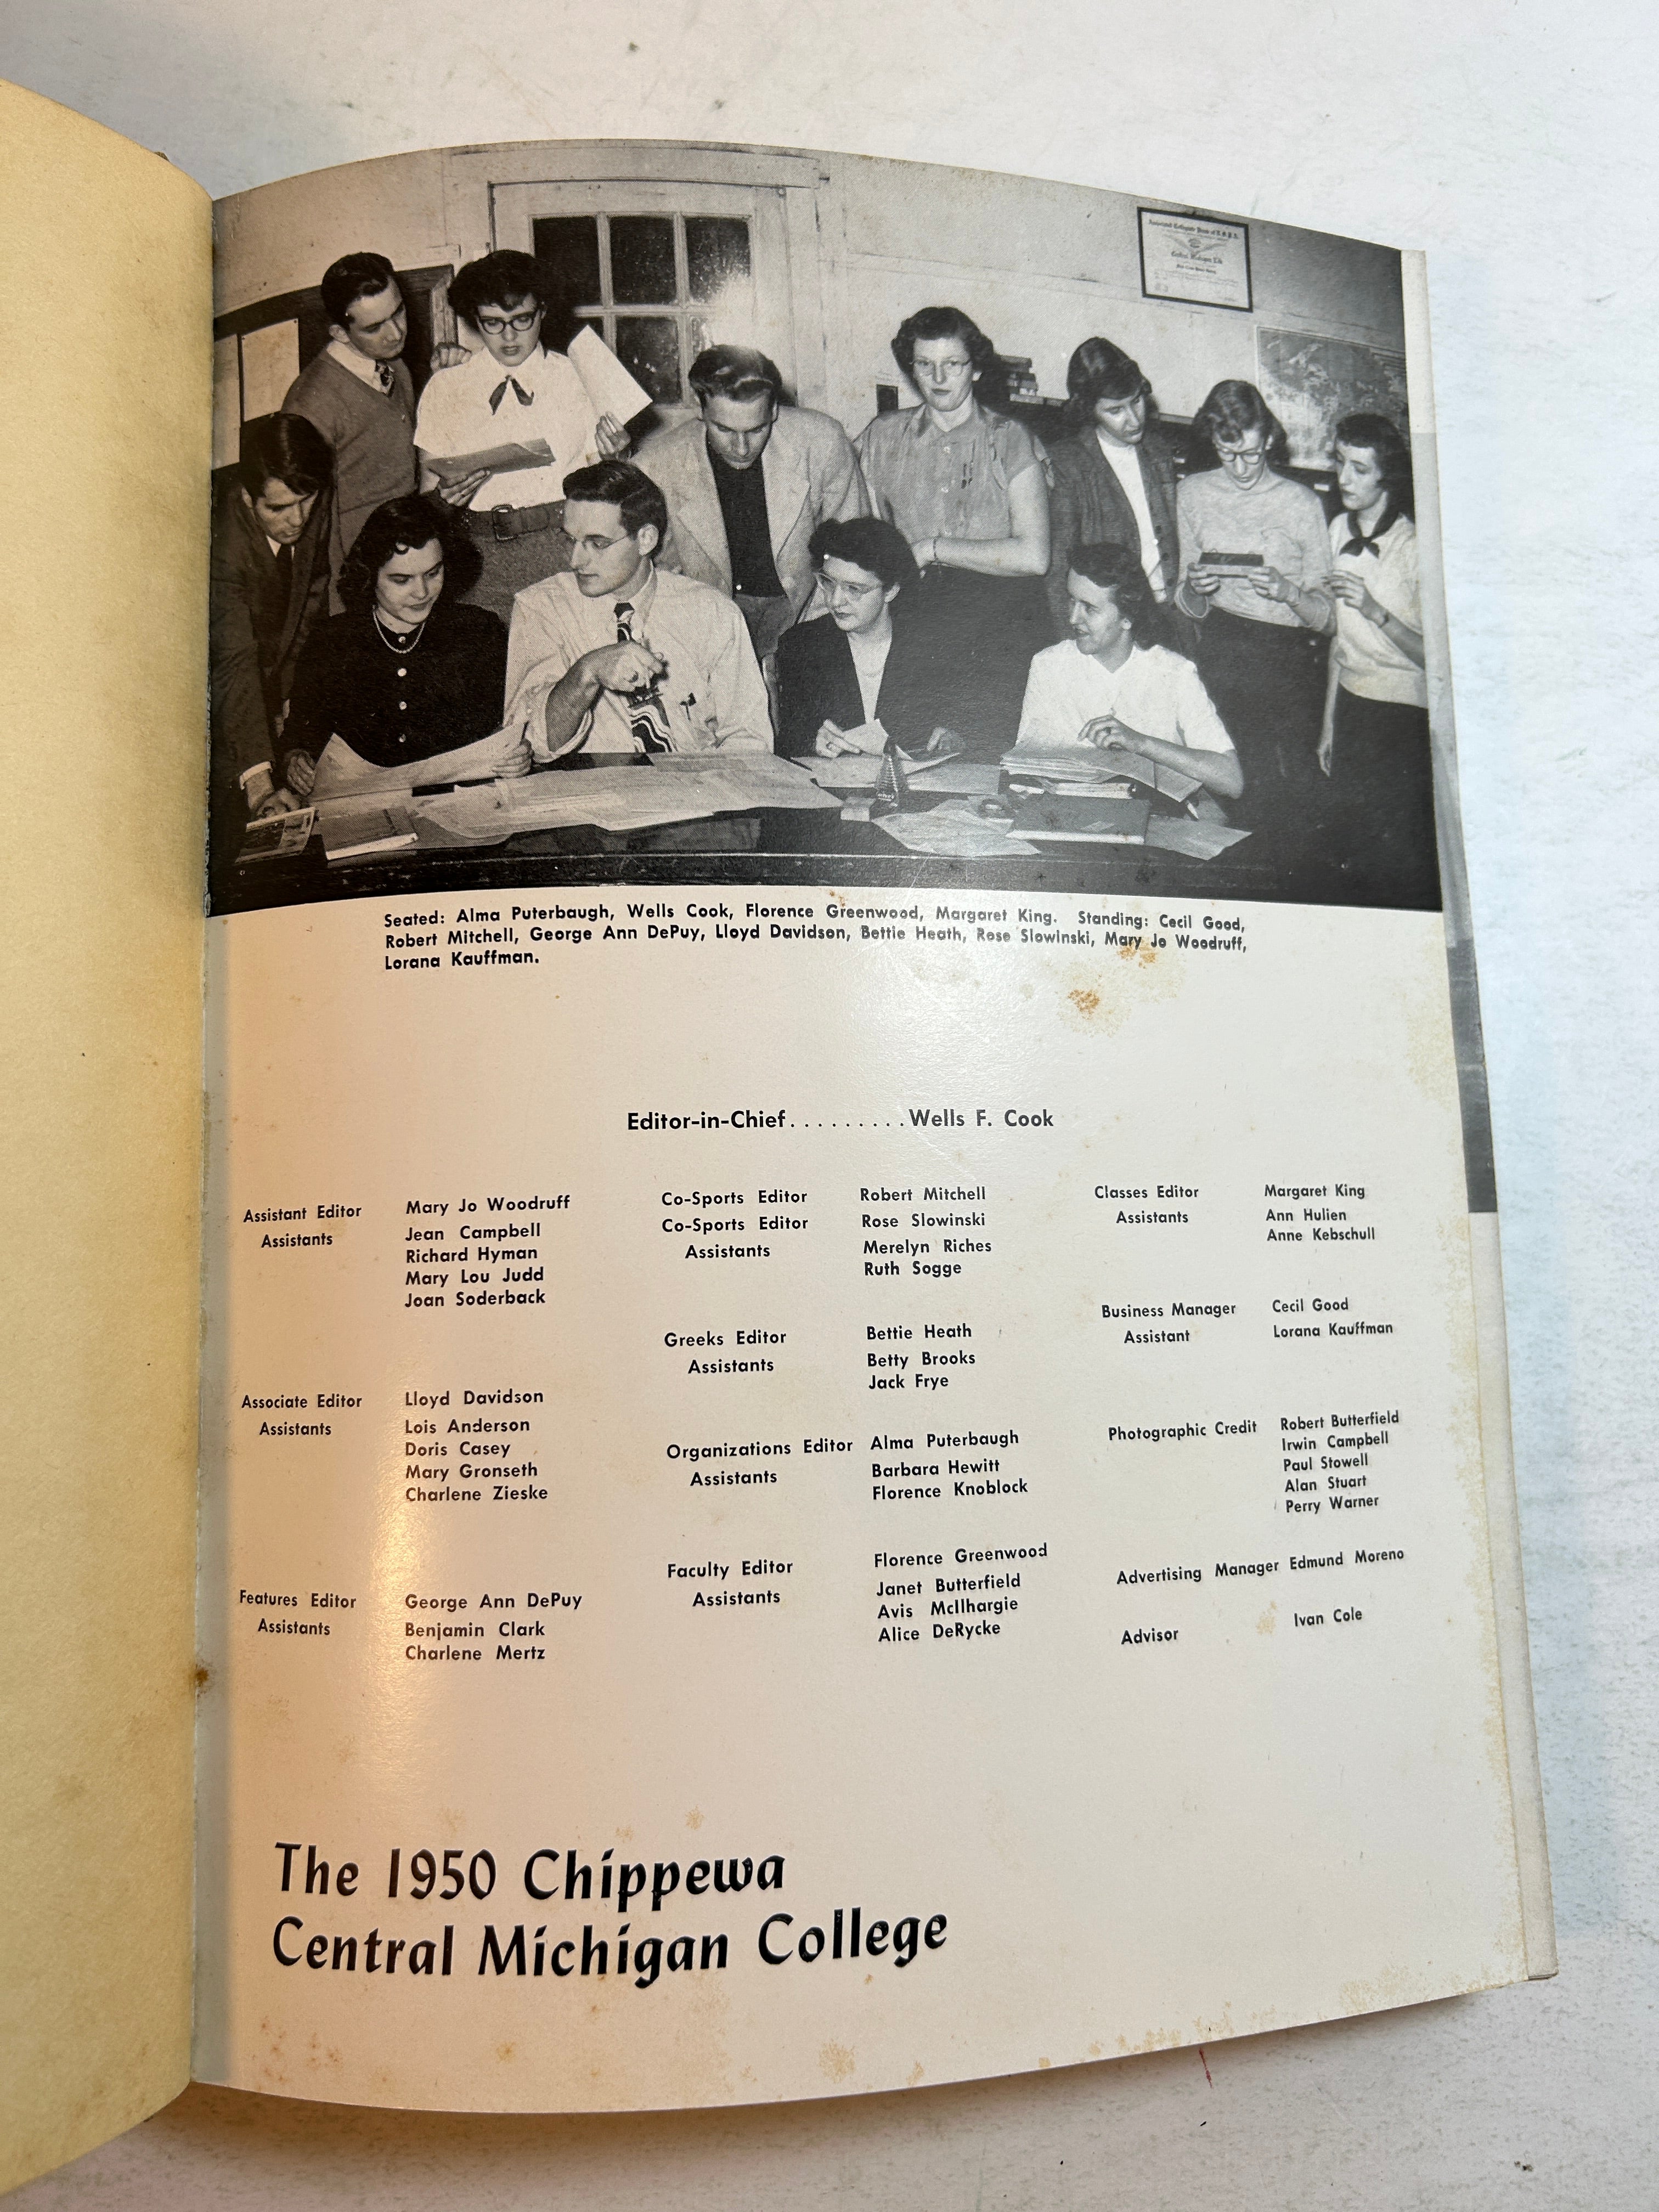 Seated: Alma Puterbaugh, Wells Cook, Florence Greenwood, Margaret King. Standing: Cecil Good,
Robert Mitchell, George Ann DePuy, Lloyd Davidson, Bettie Heath, Rose Slowinski, Mary Jo Woodruff,
Lorana Kauffman.
Editor-in-Chief.........Wells F. Cook
Assistant Editor Mary Jo Woodruff
Assistants Jean Campbell
Richard Hyman
Mary Lou Judd
Joan Soderback
Associate Editor Lloyd Davidson
Assistants Lois Anderson
Doris Casey
Mary Gronseth
Charlene Zieske
Features Editor George Ann DePuy
Assistants Benjamin Clark
Charlene Mertz
Co-Sports Editor Robert Mitchell
Co-Sports Editor Rose Slowinski
Assistants Merelyn Riches
Ruth Sogge
Greeks Editor Bettie Heath
Assistants Betty Brooks
Jack Frye
Organizations Editor Alma Puterbaugh
Assistants Barbara Hewitt
Florence Knoblock
Faculty Editor Florence Greenwood
Assistants Janet Butterfield
Avis McIlhargie
Alice DeRycke
Classes Editor Margaret King
Assistants Ann Hulien
Anne Kebschull
Business Manager Cecil Good
Assistant Lorana Kauffman
Photographic Credit Robert Butterfield
Irwin Campbell
Paul Stowell
Alan Stuart
Perry Warner
Advertising Manager Edmund Moreno
Advisor Ivan Cole
The 1950 Chippewa
Central Michigan College